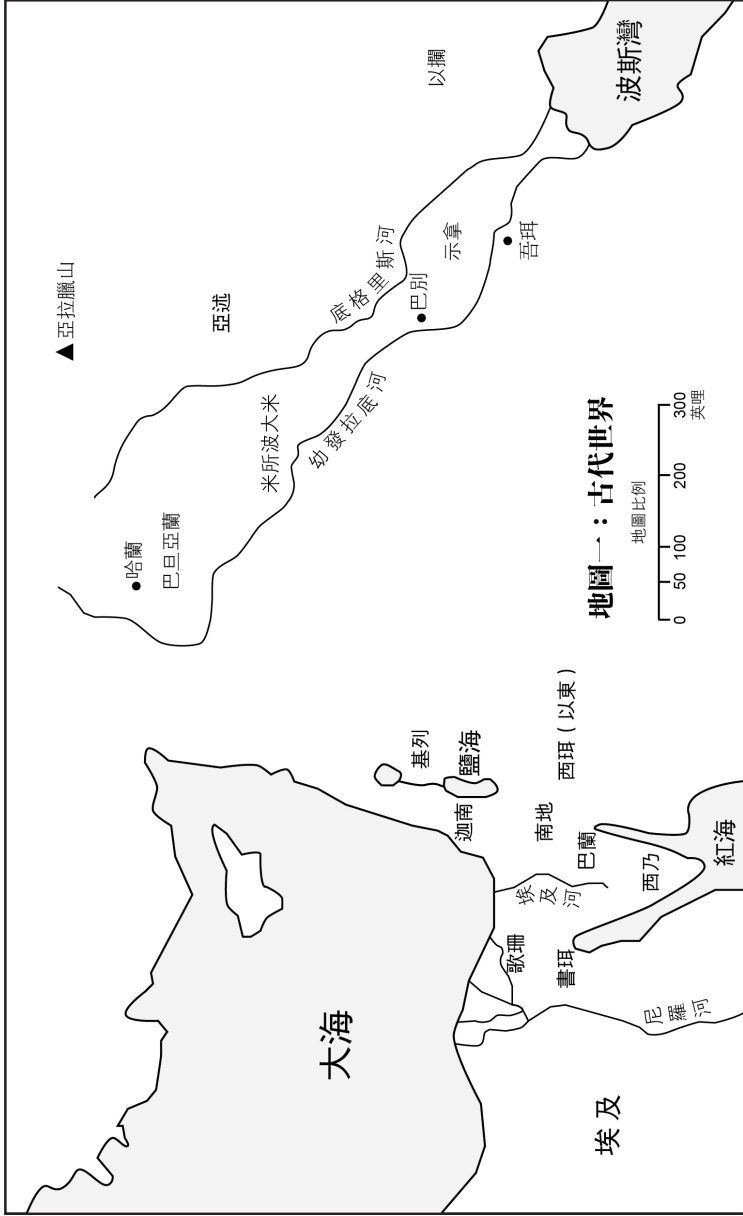 亞拉臘山
亞述
以攔
底格里斯河
哈蘭
巴旦亞蘭
米所波大米
幼發拉底河
巴別
示拿
吾珥
波斯灣
大海
基列
鹽海
迦南
南地
西珥（以東）
巴蘭
埃及河
歌珊
書珥
西乃
紅海
尼羅河
埃及
地圖一：古代世界
地圖比例
0 50 100 200 300
英哩